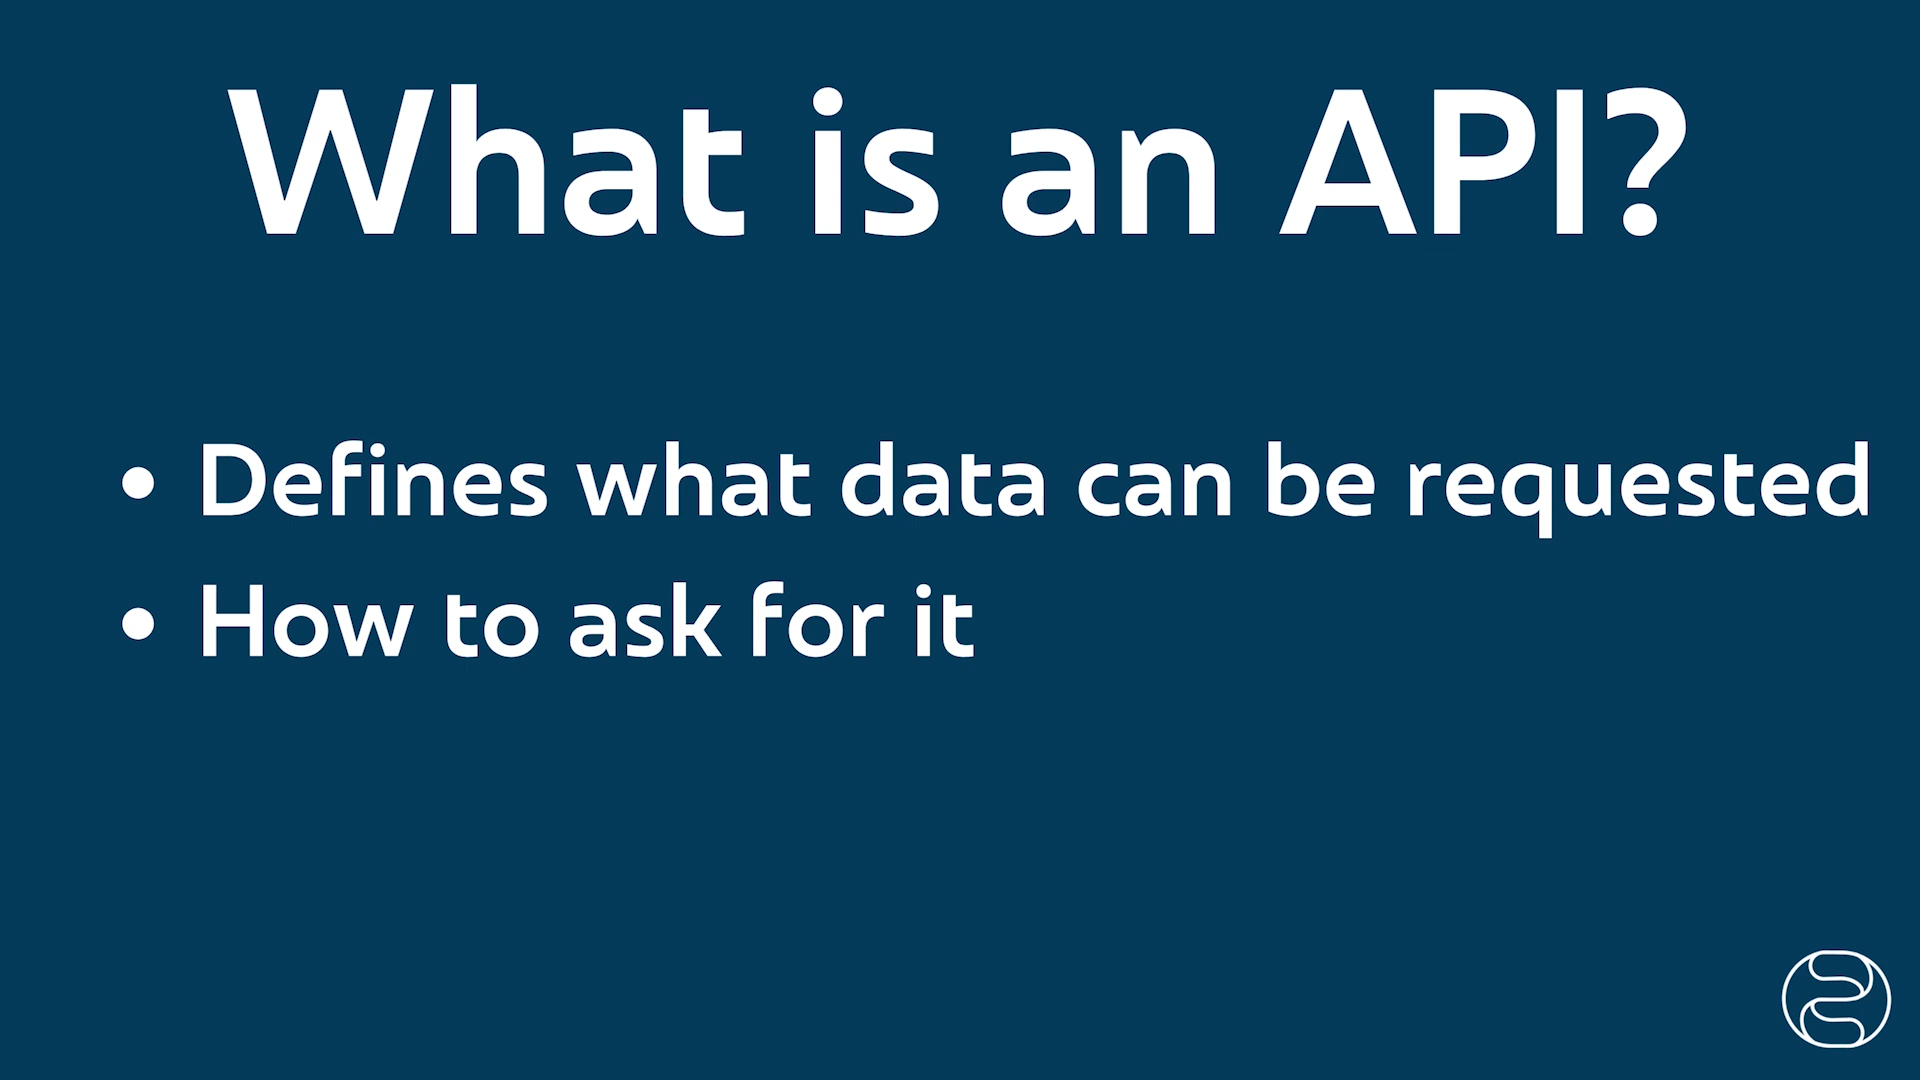 What is an API?
• Defines what data can be requested
• How to ask for it